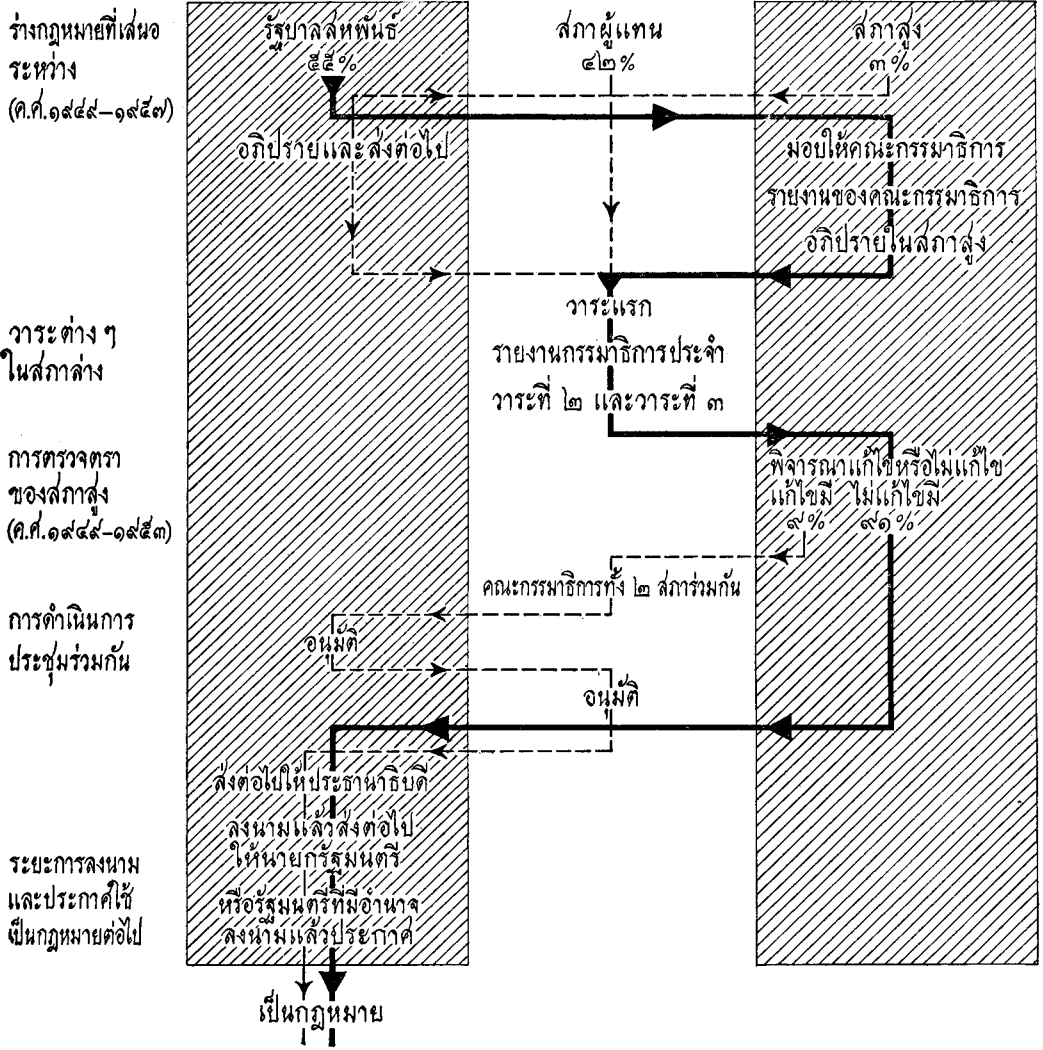 ร่างกฎหมายที่เสนอ
ระหว่าง
(ค.ศ.๑๙๔๙–๑๙๕๗)
รัฐบาลสหพันธ์
๕๕%
สภาผู้แทน
๔๒%
สภาสูง
๓%
อภิปรายและส่งต่อไป
มอบให้คณะกรรมาธิการ
รายงานของคณะกรรมาธิการ
อภิปรายในสภาสูง
วาระต่าง ๆ
ในสภาล่าง
วาระแรก
รายงานกรรมาธิการประจำ
วาระที่ ๒ และวาระที่ ๓
การตรวจตรา
ของสภาสูง
(ค.ศ.๑๙๔๙–๑๙๕๓)
พิจารณาแก้ไขหรือไม่แก้ไข
แก้ไขมี ไม่แก้ไขมี
๙% ๙๑%
คณะกรรมาธิการทั้ง ๒ สภาร่วมกัน
การดำเนินการ
ประชุมร่วมกัน
อนุมัติ
อนุมัติ
ส่งต่อไปให้ประธานาธิบดี
ลงนามแล้วส่งต่อไป
ให้นายกรัฐมนตรี
หรือรัฐมนตรีที่มีอำนาจ
ลงนามแล้วประกาศ
ระยะการลงนาม
และประกาศใช้
เป็นกฎหมายต่อไป
เป็นกฎหมาย